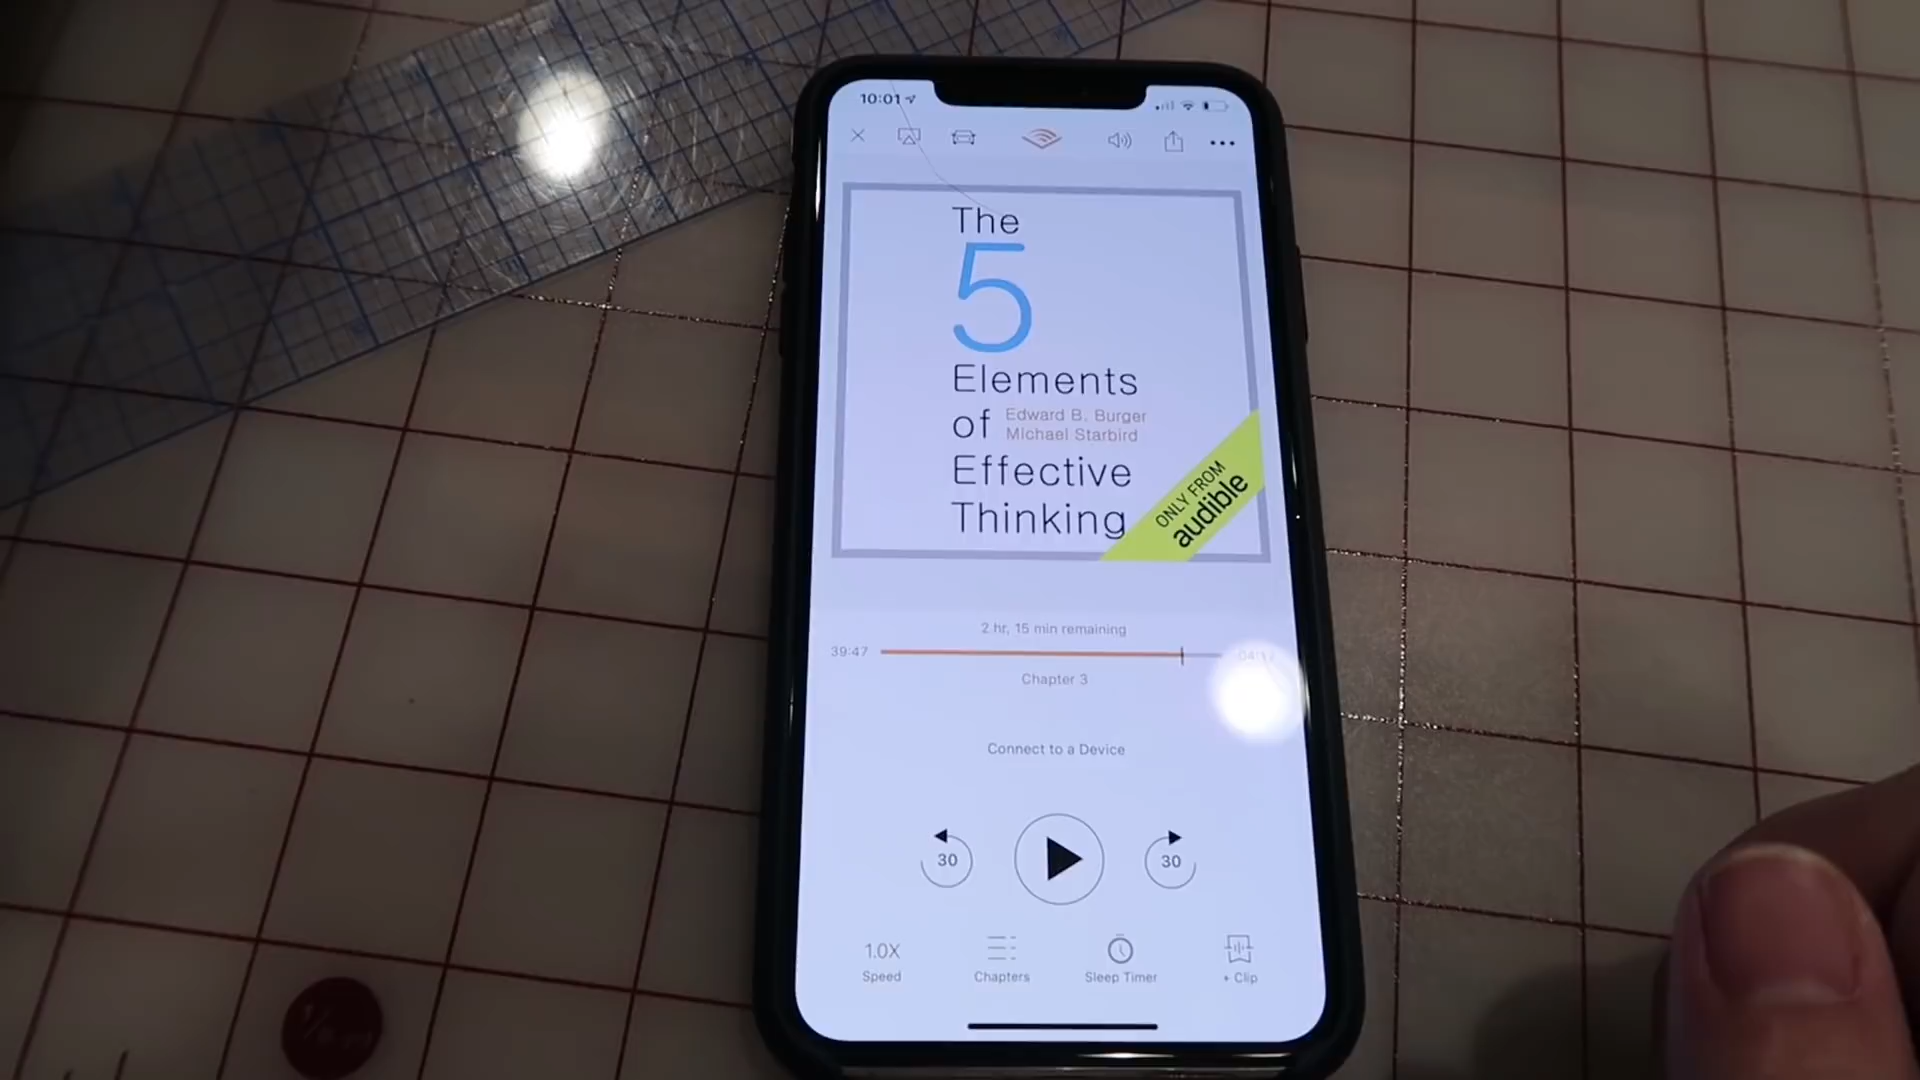 10:01
The
5
Elements
of
Edward B. Burger
Michael Starbird
Effective
Thinking
ONLY FROM
audible
2 hr, 15 min remaining
39:47
Chapter 3
Connect to a Device
30
30
1.0X
Speed
Chapters
Sleep Timer
+ Clip